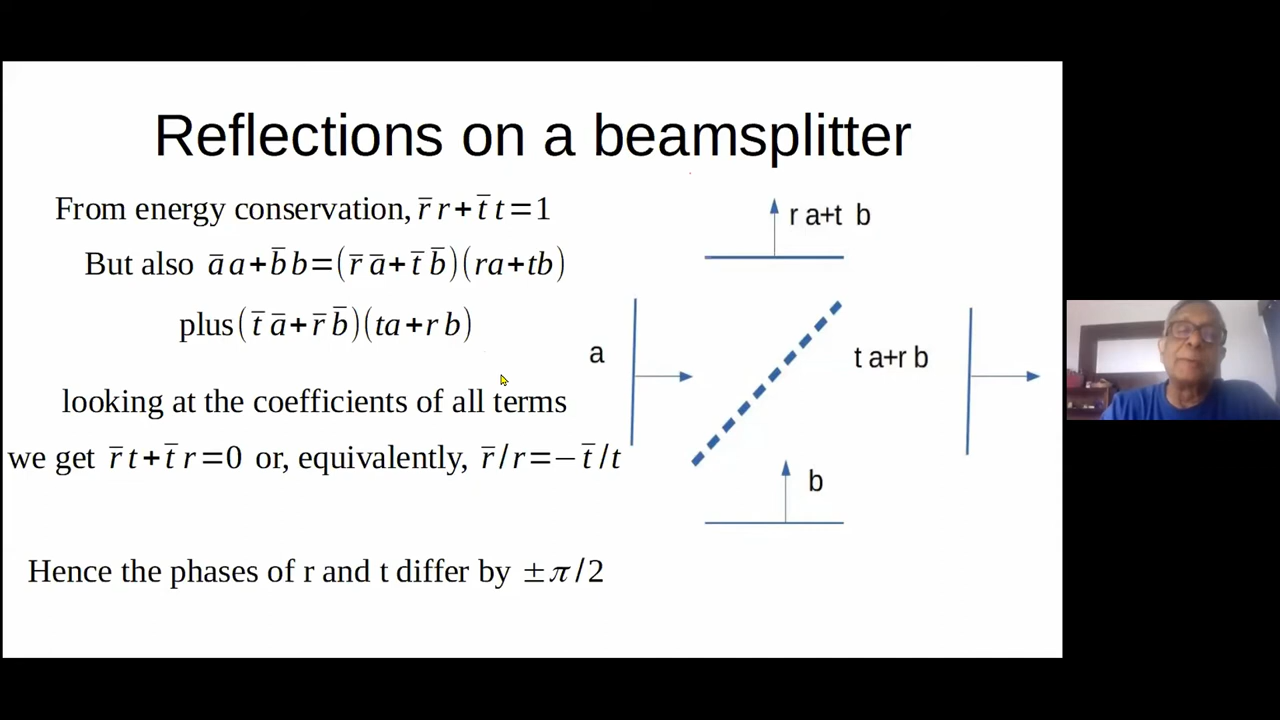 Reflections on a beamsplitter
From energy conservation, r̄ r + t̄ t = 1
But also ā a + b̄ b = (r̄ ā + t̄ b̄)(ra + tb)
plus (t̄ ā + r̄ b̄)(ta + r b)
looking at the coefficients of all terms
we get r̄ t + t̄ r = 0 or, equivalently, r̄ / r = − t̄ / t
Hence the phases of r and t differ by ± π / 2
r a+t b
a
t a+r b
b